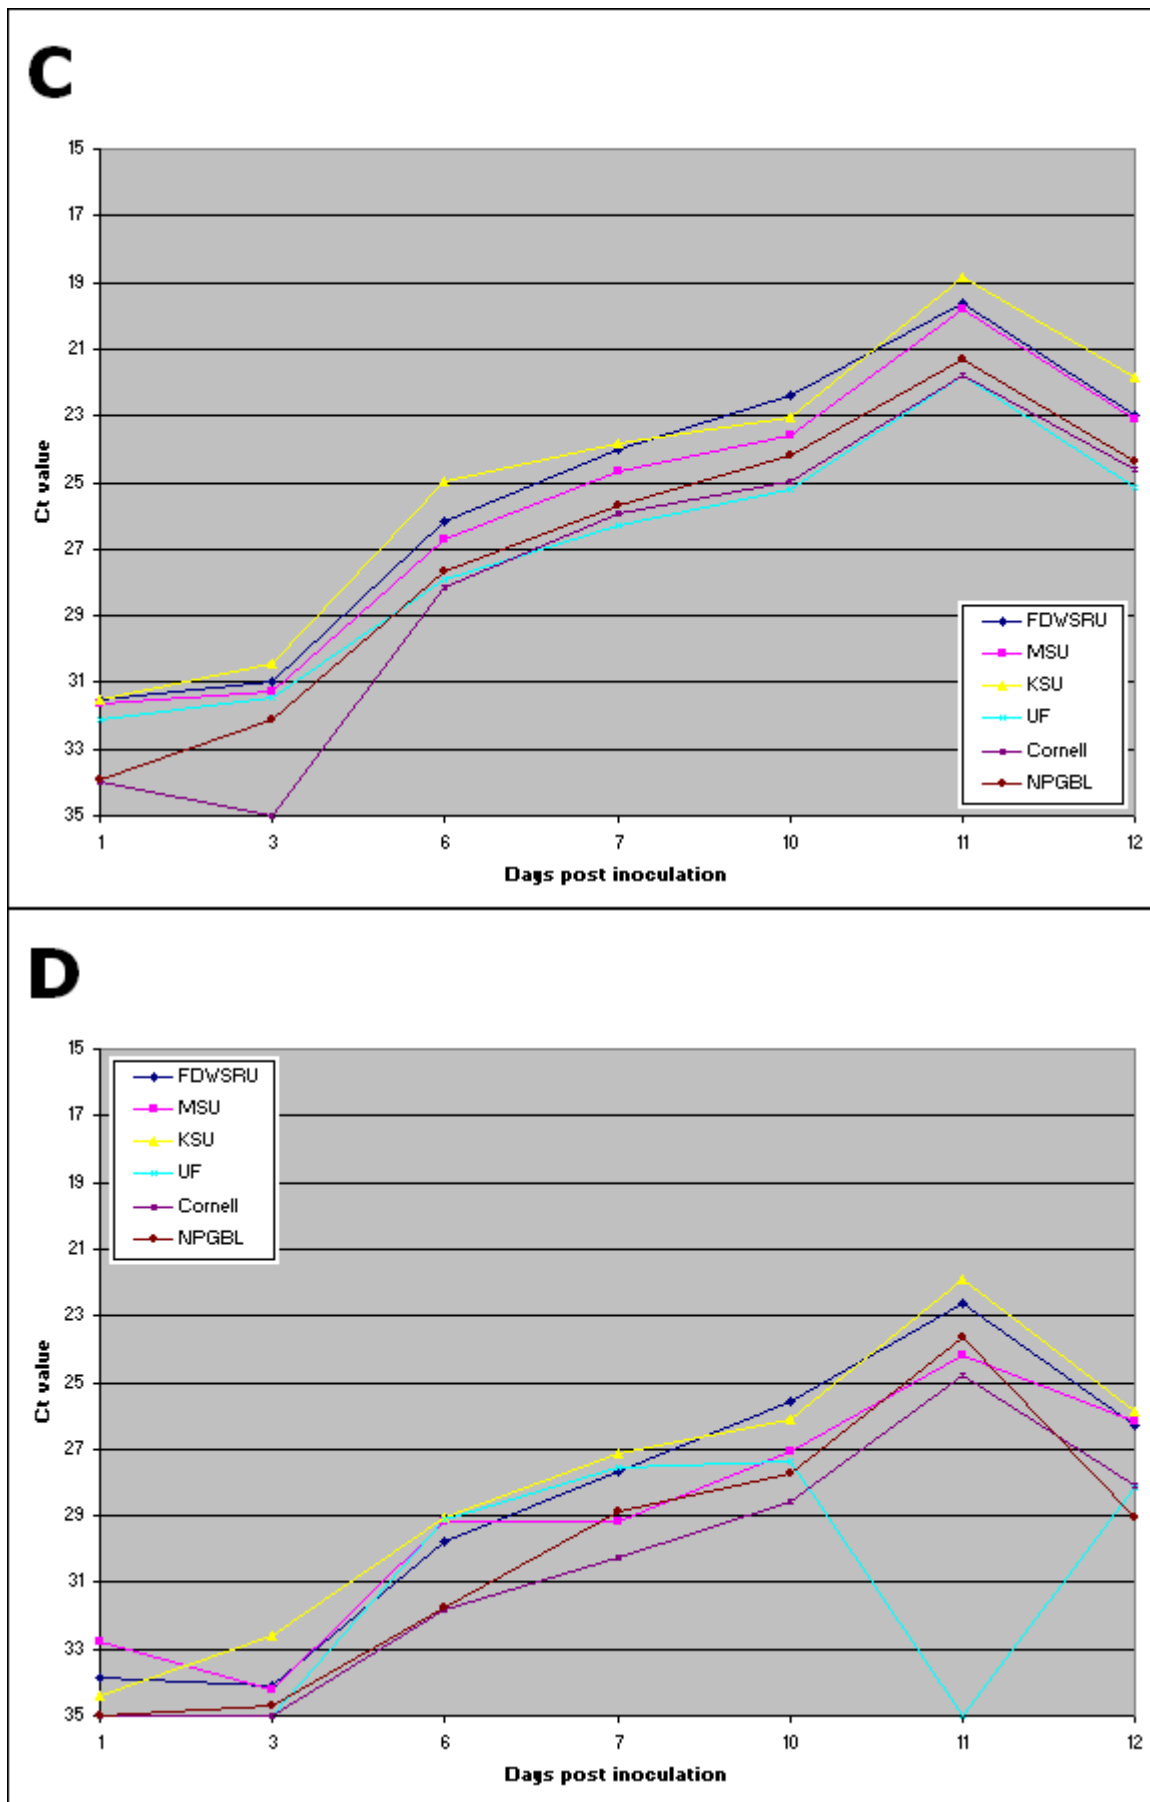 C
15
17
19
21
23
25
27
29
31
33
35
Ct value
FDWSRU
MSU
KSU
UF
Cornell
NPGBL
1 3 6 7 10 11 12
Days post inoculation
D
15
17
19
21
23
25
27
29
31
33
35
Ct value
FDWSRU
MSU
KSU
UF
Cornell
NPGBL
1 3 6 7 10 11 12
Days post inoculation